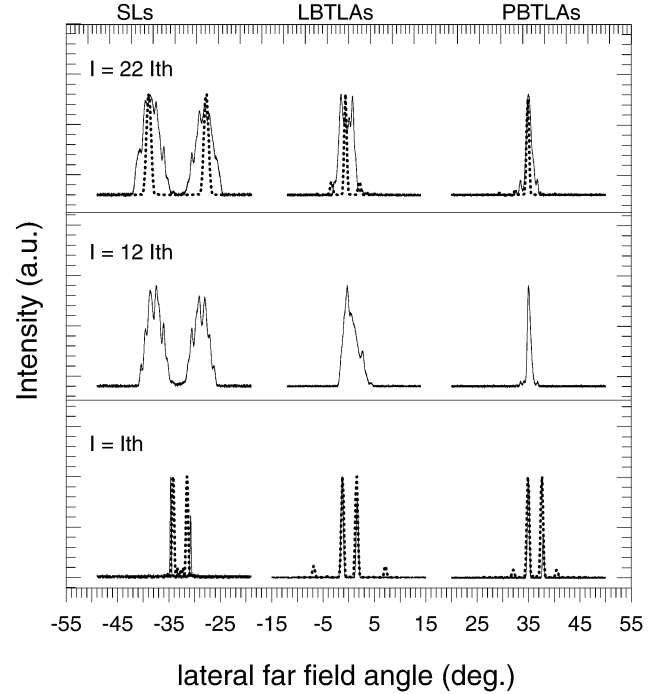 SLs LBTLAs PBTLAs
I = 22 Ith
I = 12 Ith
I = Ith
Intensity (a.u.)
-55 -45 -35 -25 -15 -5 5 15 25 35 45 55
lateral far field angle (deg.)